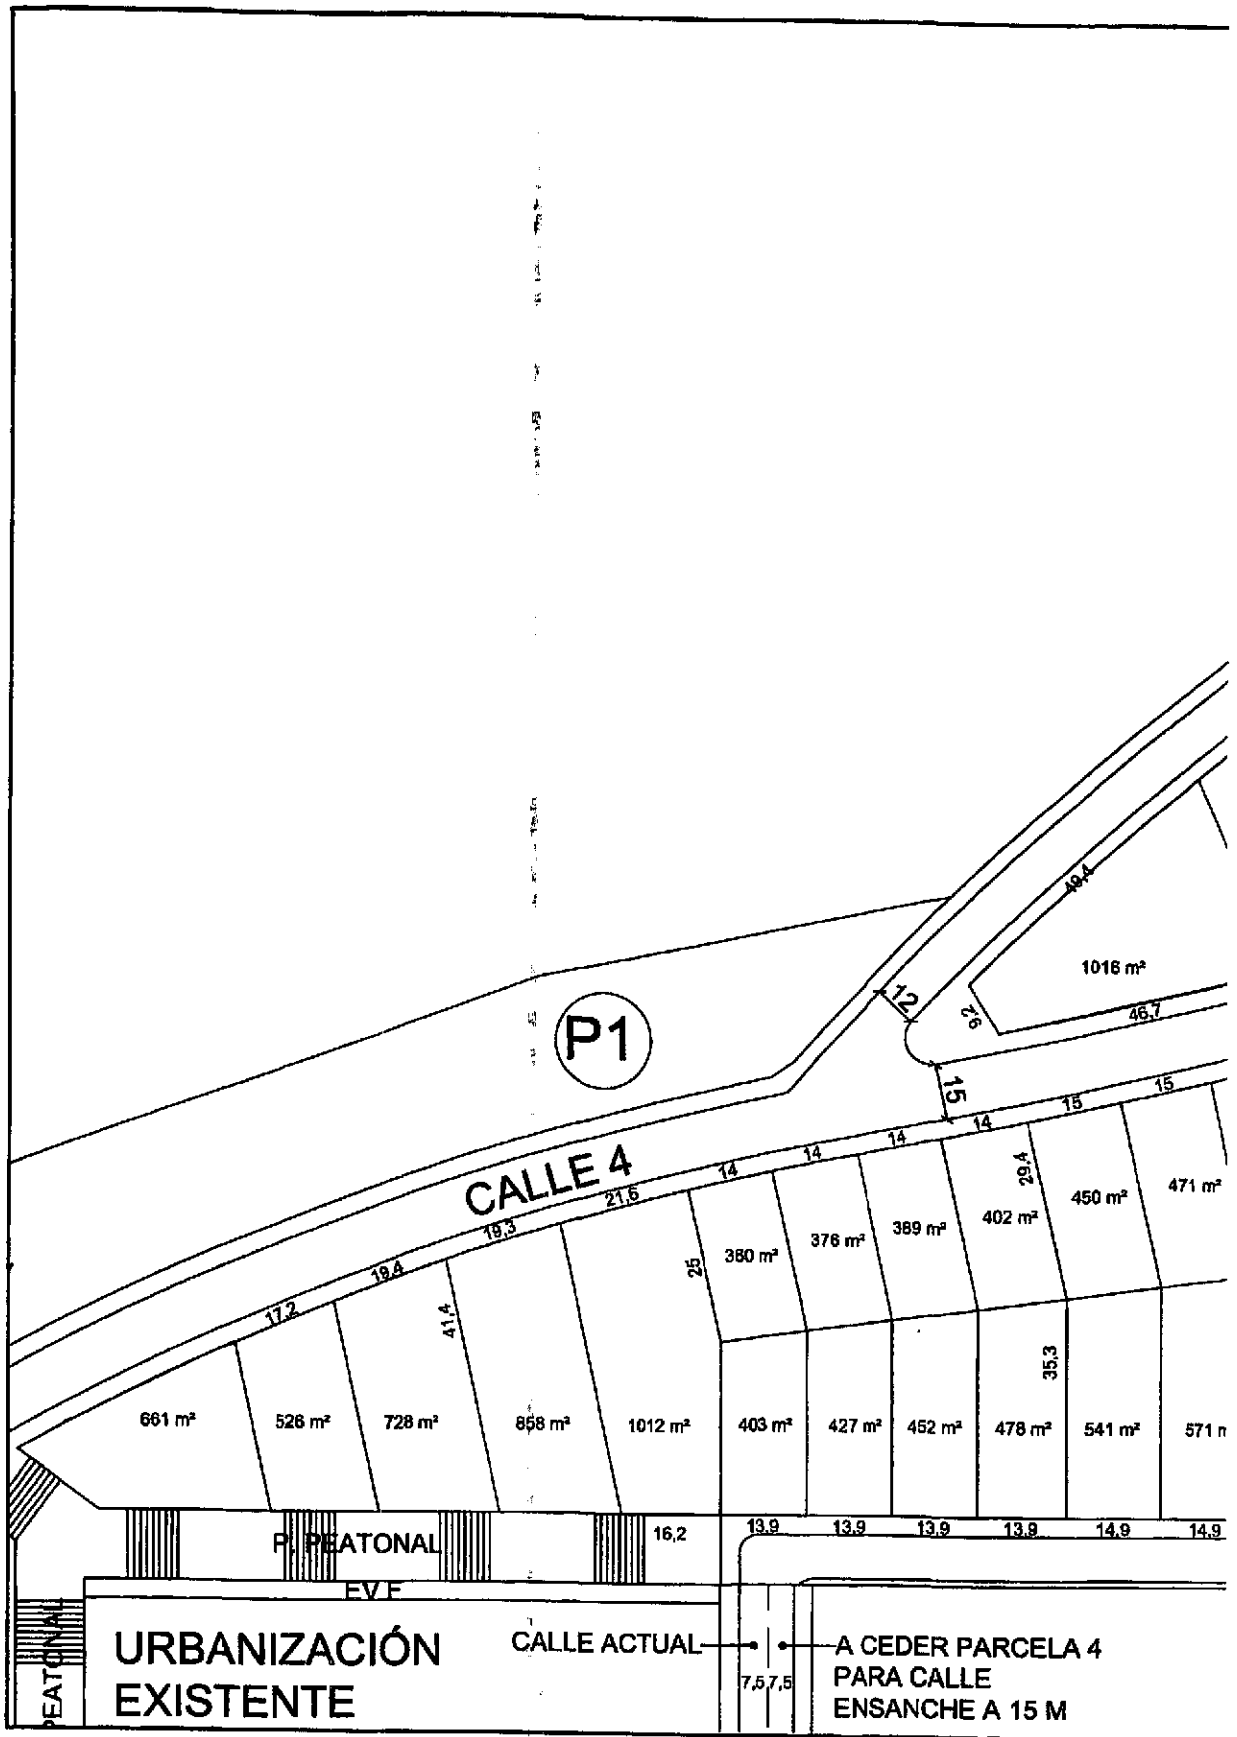 49,4
1016 m²
12
9,2
46,7
P1
15
15
15
14
14
14
14
CALLE 4
29,4
471 m²
450 m²
21,6
402 m²
389 m²
376 m²
19,3
360 m²
25
19,4
17,2
41,4
35,3
661 m²
526 m²
728 m²
858 m²
1012 m²
403 m²
427 m²
452 m²
478 m²
541 m²
571 m
P. PEATONAL
16,2
13,9
13,9
13,9
13,9
14,9
14,9
PEATONAL
URBANIZACIÓN
EXISTENTE
CALLE ACTUAL
7,5 7,5
A CEDER PARCELA 4
PARA CALLE
ENSANCHE A 15 M